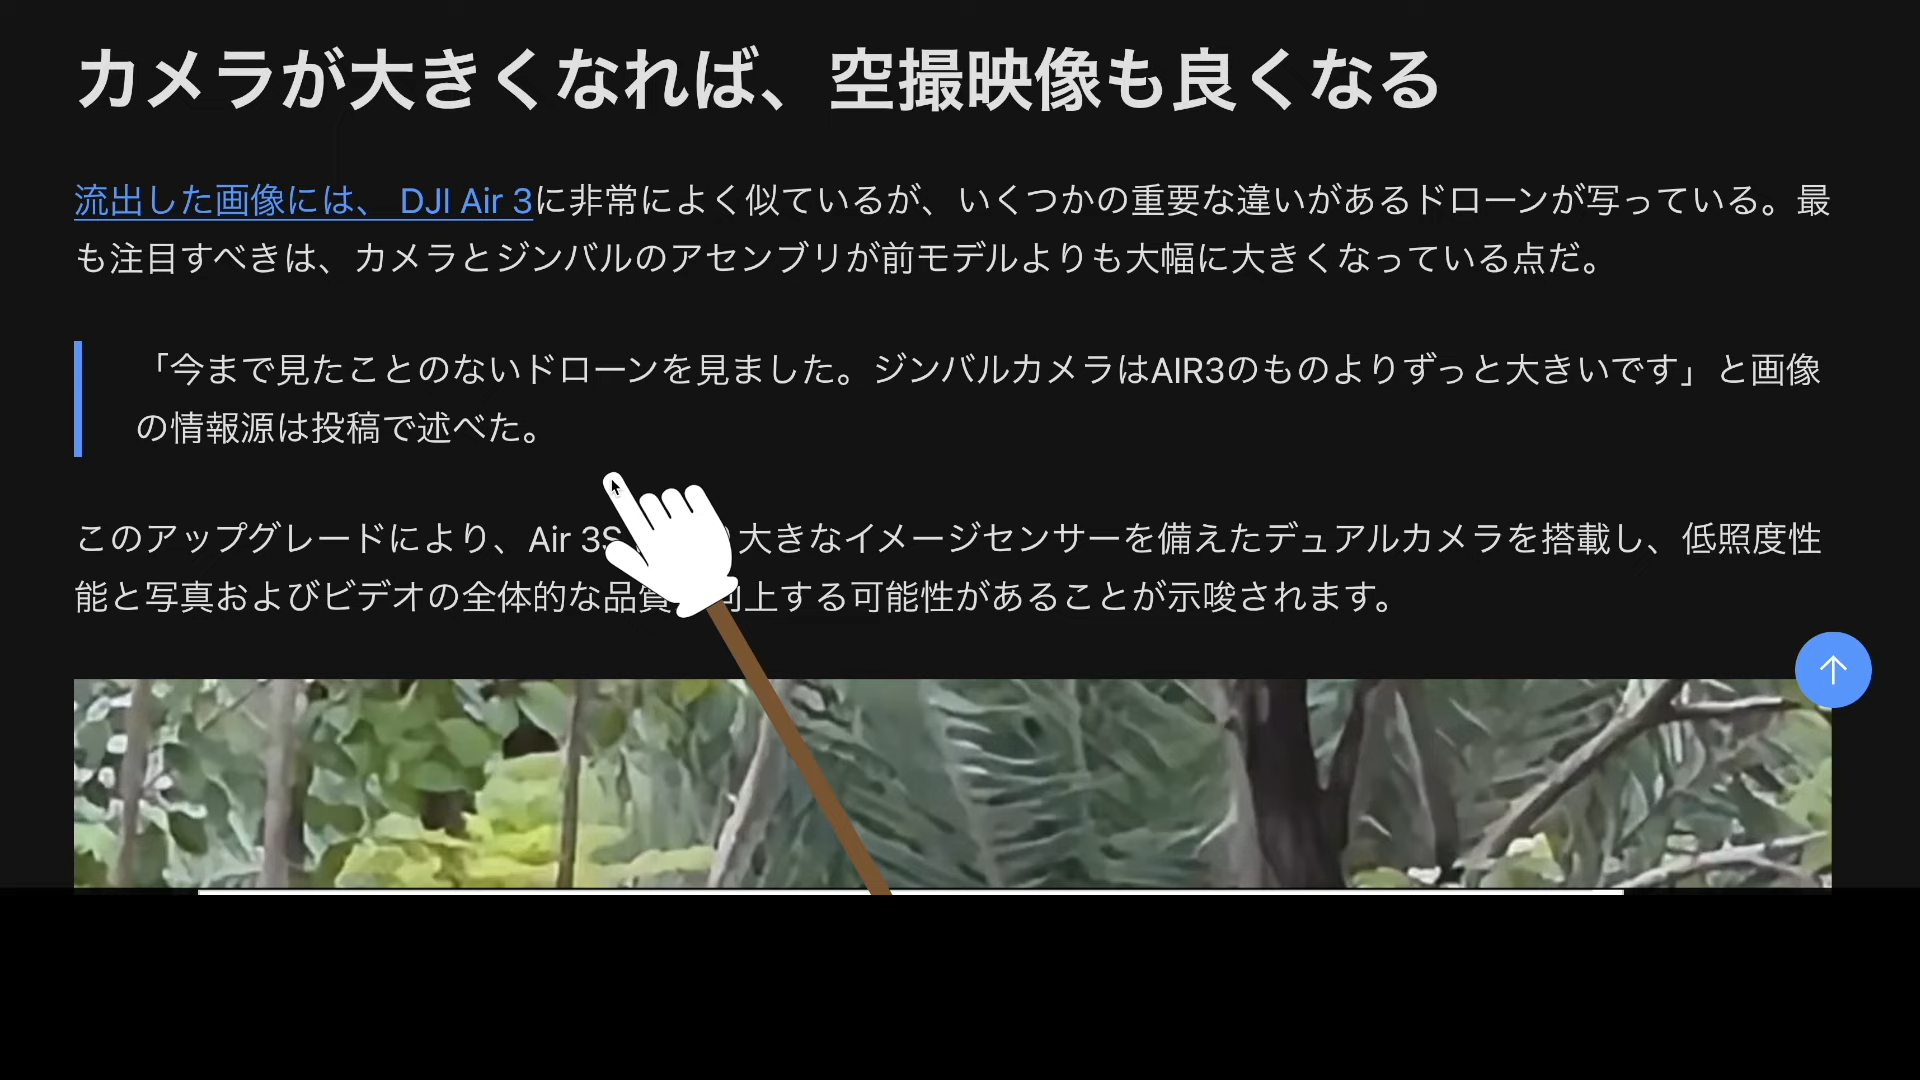 カメラが大きくなれば、空撮映像も良くなる
流出した画像には、 DJI Air 3に非常によく似ているが、いくつかの重要な違いがあるドローンが写っている。最
も注目すべきは、カメラとジンバルのアセンブリが前モデルよりも大幅に大きくなっている点だ。
「今まで見たことのないドローンを見ました。ジンバルカメラはAIR3のものよりずっと大きいです」と画像
の情報源は投稿で述べた。
このアップグレードにより、Air 3S 大きなイメージセンサーを備えたデュアルカメラを搭載し、低照度性
能と写真およびビデオの全体的な品質 向上する可能性があることが示唆されます。